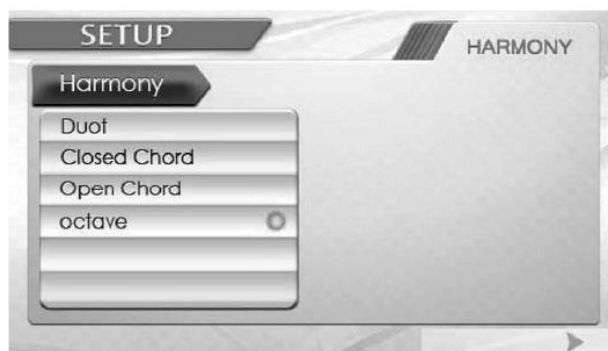 SETUP
HARMONY
Harmony
Duot
Closed Chord
Open Chord
octave